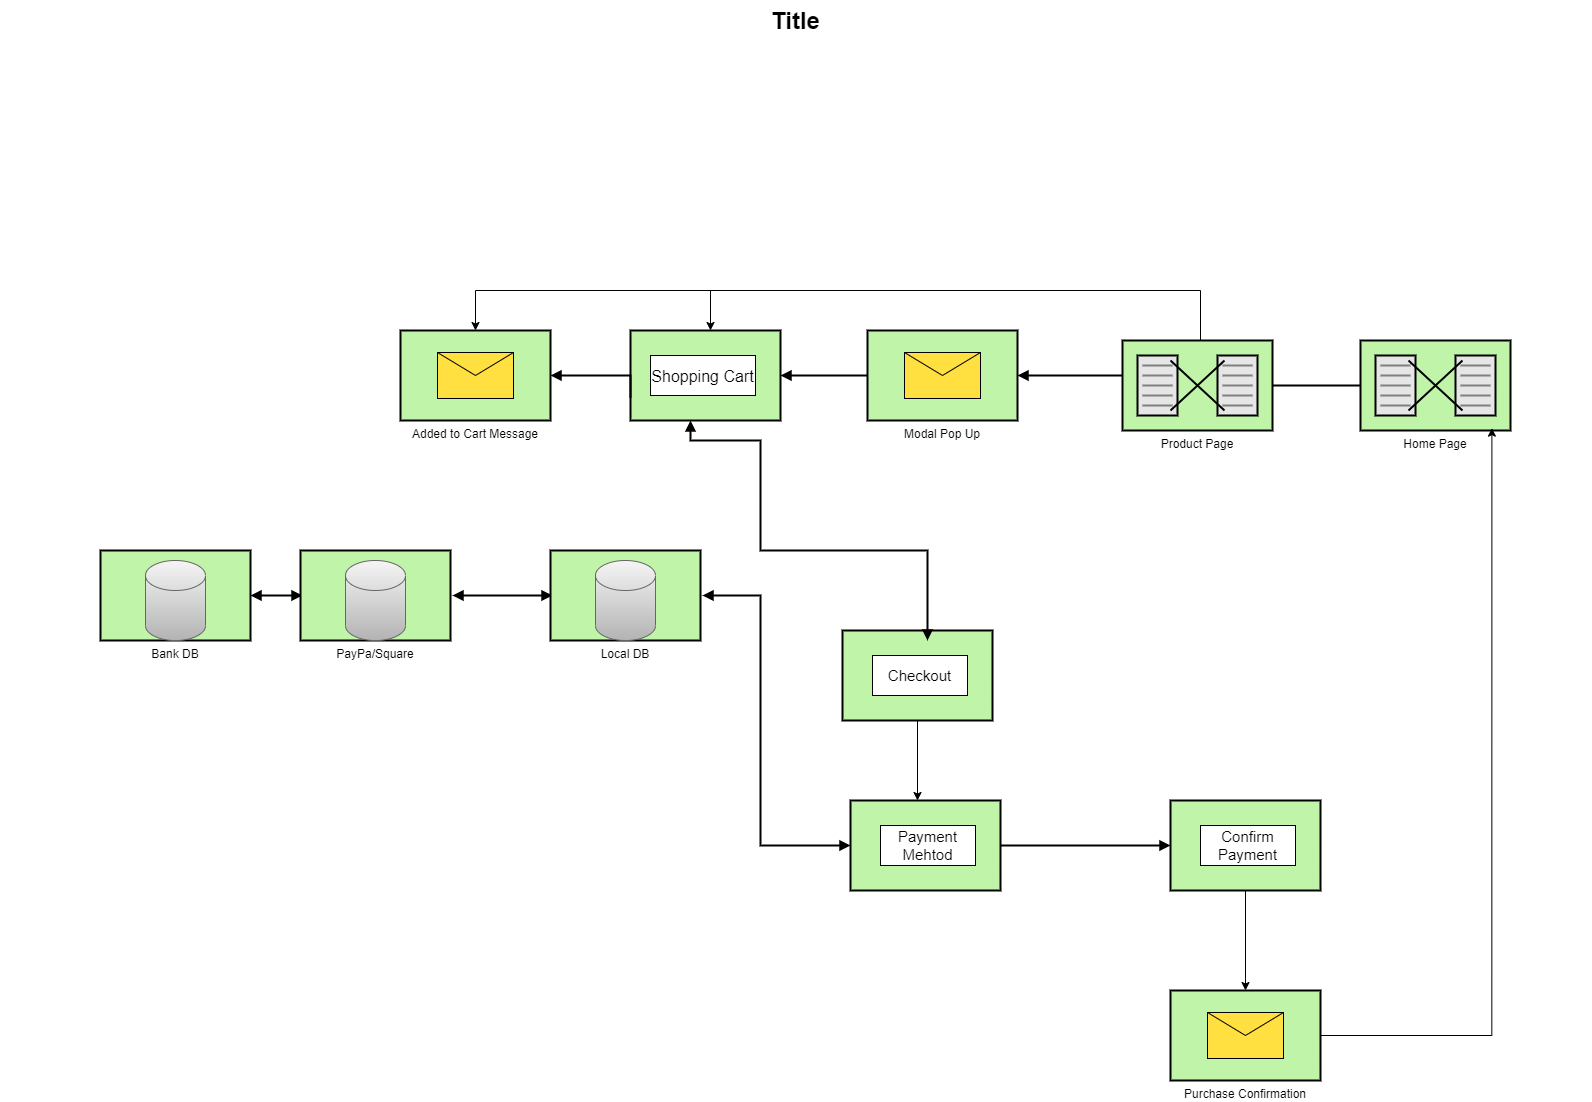 Title
Shopping Cart
Added to Cart Message
Modal Pop Up
Product Page
Home Page
Bank DB
PayPa/Square
Local DB
Checkout
Payment
Mehtod
Confirm
Payment
Purchase Confirmation